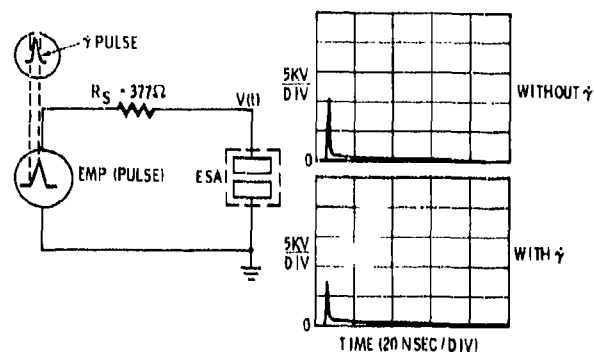 γ̇ PULSE
R_S = 377Ω
V(t)
EMP (PULSE)
ESA
5KV
DIV
0
WITHOUT γ̇
5KV
DIV
0
WITH γ̇
TIME (20 NSEC/DIV)